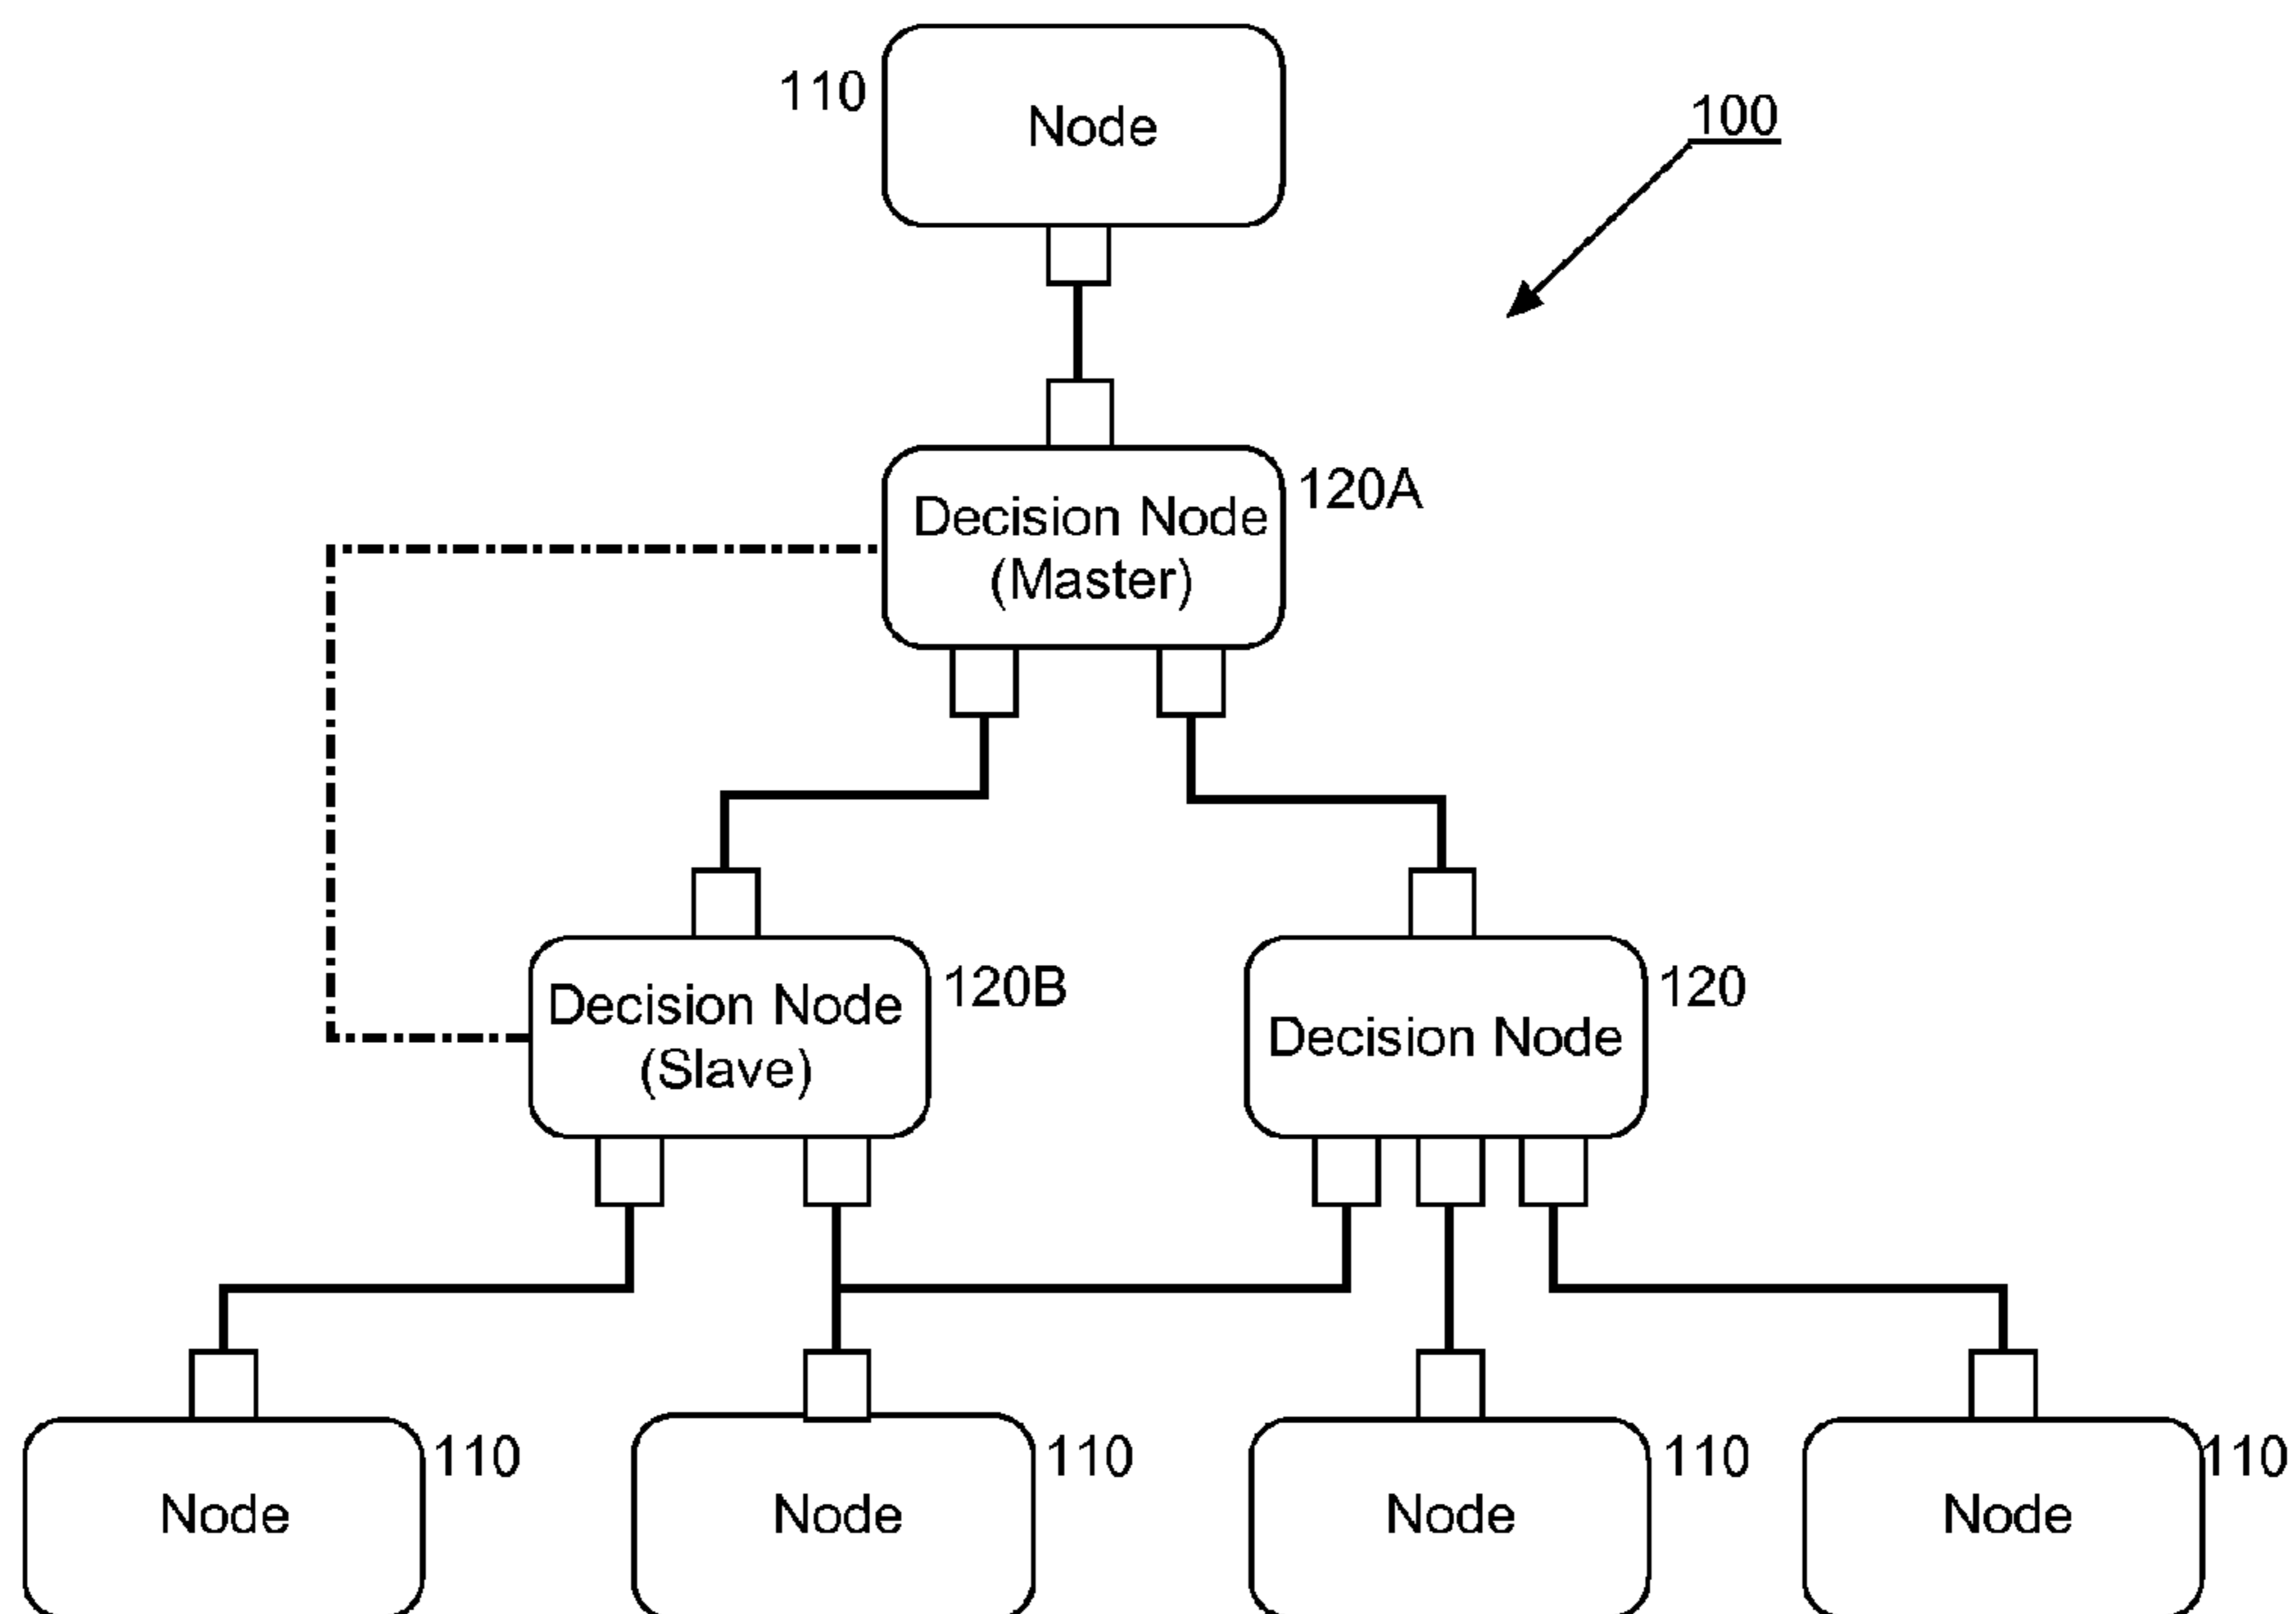 110
Node
100
Decision Node
(Master)
120A
Decision Node
(Slave)
120B
Decision Node
120
Node
110
Node
110
Node
110
Node
110